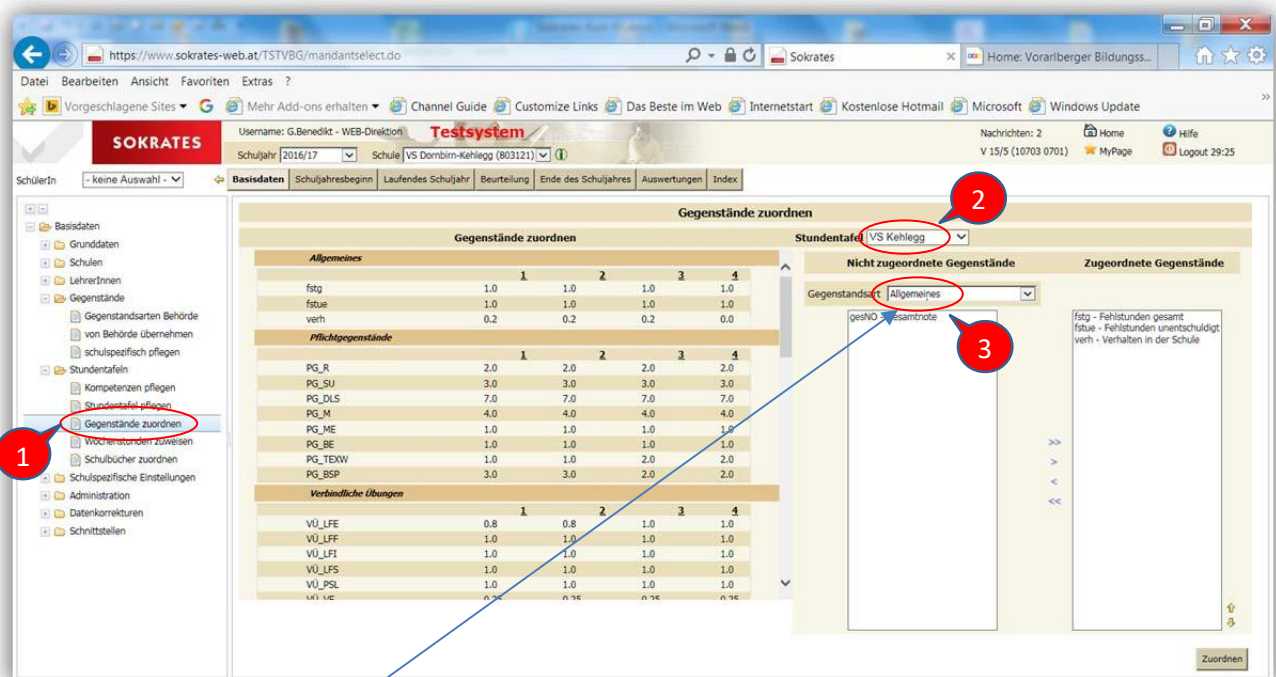 https://www.sokrates-web.at/TSTVBG/mandantselect.do
Sokrates
Home: Vorarlberger Bildungss...
Datei Bearbeiten Ansicht Favoriten Extras ?
Vorgeschlagene Sites
Mehr Add-ons erhalten
Channel Guide
Customize Links
Das Beste im Web
Internetstart
Kostenlose Hotmail
Microsoft
Windows Update
SOKRATES
Username: G.Benedikt - WEB-Direktion
Testsystem
Nachrichten: 2
Home
Hilfe
Schuljahr 2016/17
Schule VS Dornbirn-Kehlegg (803121)
V 15/5 (10703 0701)
MyPage
Logout 29:25
SchülerIn - keine Auswahl -
Basisdaten
Schuljahresbeginn
Laufendes Schuljahr
Beurteilung
Ende des Schuljahres
Auswertungen
Index
Basisdaten
Grunddaten
Schulen
LehrerInnen
Gegenstände
Gegenstandsarten Behörde
von Behörde übernehmen
schulspezifisch pflegen
Stundentafeln
Kompetenzen pflegen
Stundentafel pflegen
Gegenstände zuordnen
Wochenstunden zuweisen
Schulbücher zuordnen
Schulspezifische Einstellungen
Administration
Datenkorrekturen
Schnittstellen
1
Gegenstände zuordnen
2
Gegenstände zuordnen
Allgemeines
1 2 3 4
fstg 1.0 1.0 1.0 1.0
fstue 1.0 1.0 1.0 1.0
verh 0.2 0.2 0.2 0.0
Pflichtgegenstände
1 2 3 4
PG_R 2.0 2.0 2.0 2.0
PG_SU 3.0 3.0 3.0 3.0
PG_DLS 7.0 7.0 7.0 7.0
PG_M 4.0 4.0 4.0 4.0
PG_ME 1.0 1.0 1.0 1.0
PG_BE 1.0 1.0 1.0 1.0
PG_TEXW 1.0 1.0 2.0 2.0
PG_BSP 3.0 3.0 2.0 2.0
Verbindliche Übungen
1 2 3 4
VÜ_LFE 0.8 0.8 1.0 1.0
VÜ_LFF 1.0 1.0 1.0 1.0
VÜ_LFI 1.0 1.0 1.0 1.0
VÜ_LFS 1.0 1.0 1.0 1.0
VÜ_PSL 1.0 1.0 1.0 1.0
VÜ_VE 0.25 0.25 0.25 0.25
Stundentafel VS Kehlegg
Nicht zugeordnete Gegenstände
Zugeordnete Gegenstände
Gegenstandsart Allgemeines
gesNO - Gesamtnote
3
fstg - Fehlstunden gesamt
fstue - Fehlstunden unentschuldigt
verh - Verhalten in der Schule
>>
>
<
<<
Zuordnen